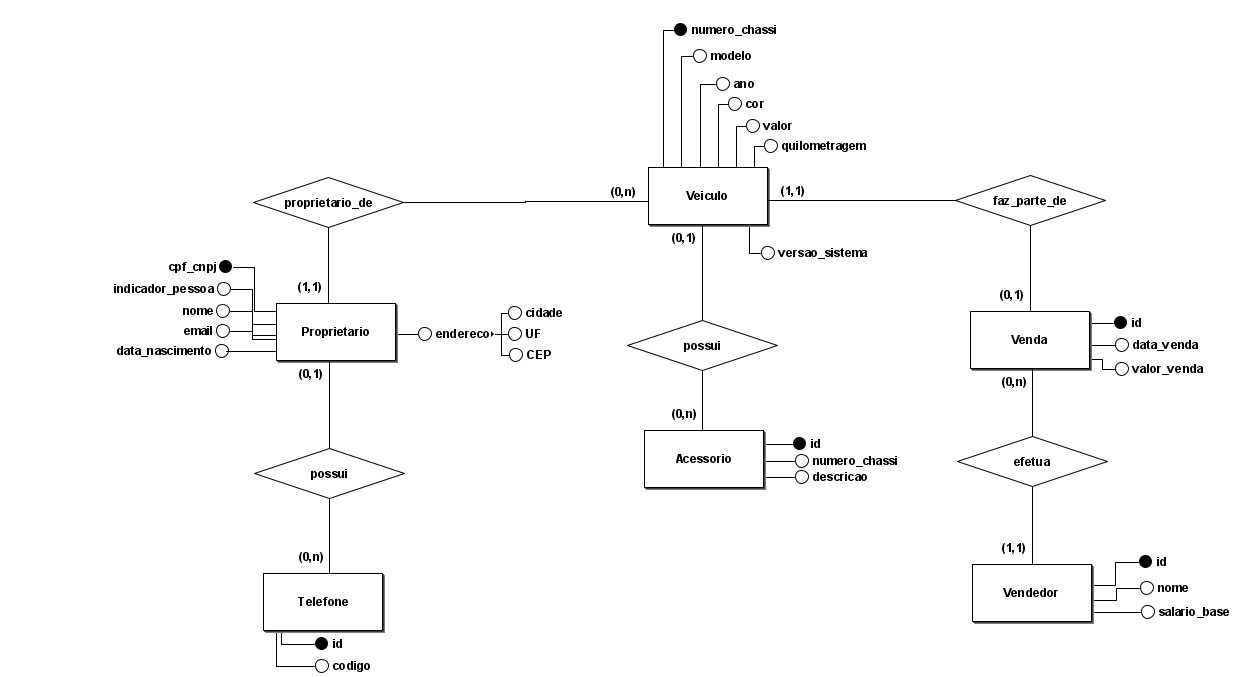 numero_chassi
modelo
ano
cor
valor
quilometragem
proprietario_de
(0,n)
Veiculo
(1,1)
faz_parte_de
(0,1)
versao_sistema
cpf_cnpj
indicador_pessoa
nome
email
data_nascimento
(1,1)
Proprietario
endereco
cidade
UF
CEP
(0,1)
possui
(0,n)
Telefone
id
codigo
possui
(0,n)
Acessorio
id
numero_chassi
descricao
(0,1)
Venda
id
data_venda
valor_venda
(0,n)
efetua
(1,1)
Vendedor
id
nome
salario_base